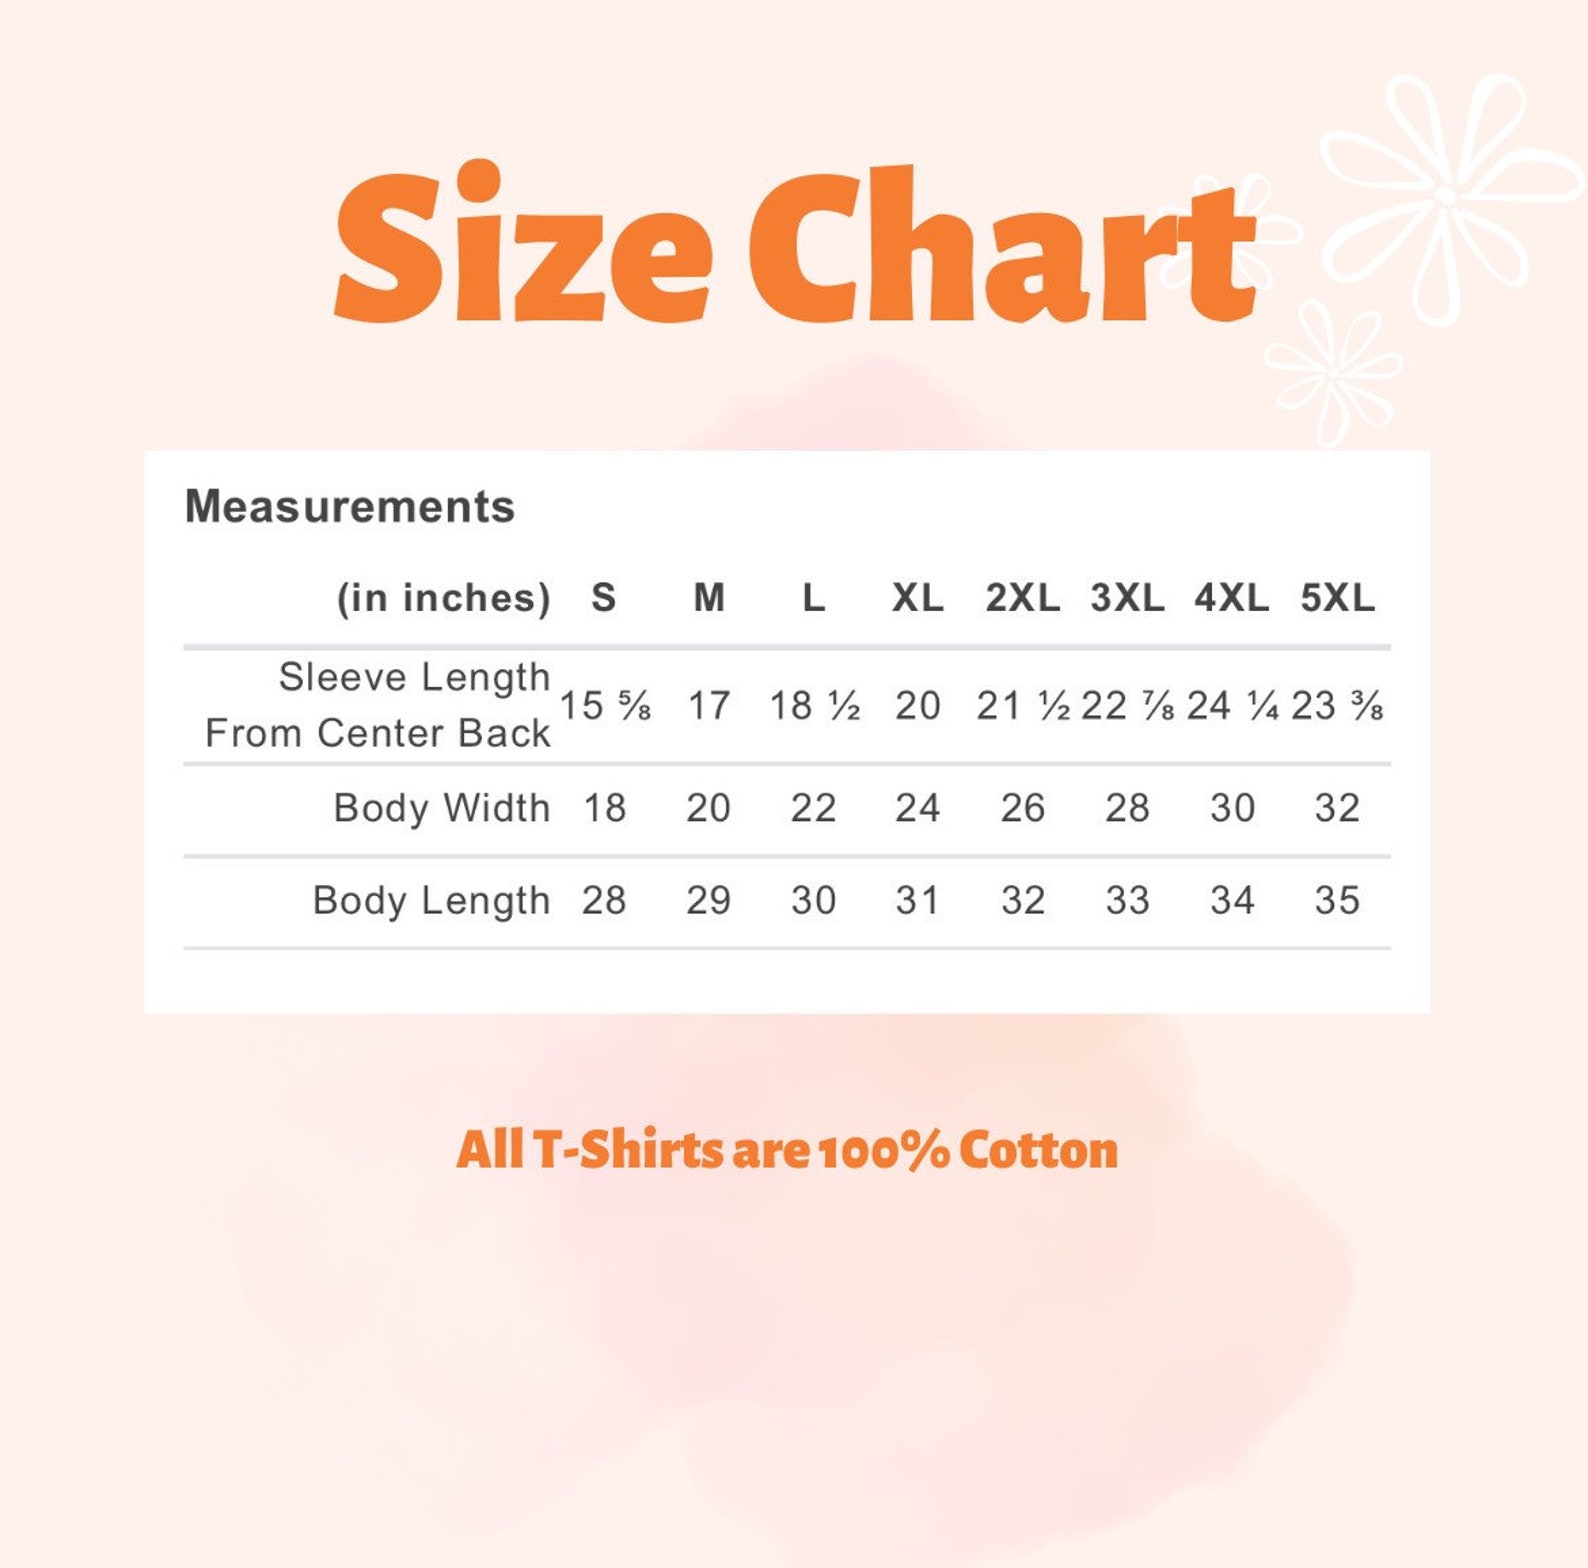 Size Chart
Measurements
(in inches) S M L XL 2XL 3XL 4XL 5XL
Sleeve Length
From Center Back 15 ⅝ 17 18 ½ 20 21 ½ 22 ⅞ 24 ¼ 23 ⅜
Body Width 18 20 22 24 26 28 30 32
Body Length 28 29 30 31 32 33 34 35
All T-Shirts are 100% Cotton